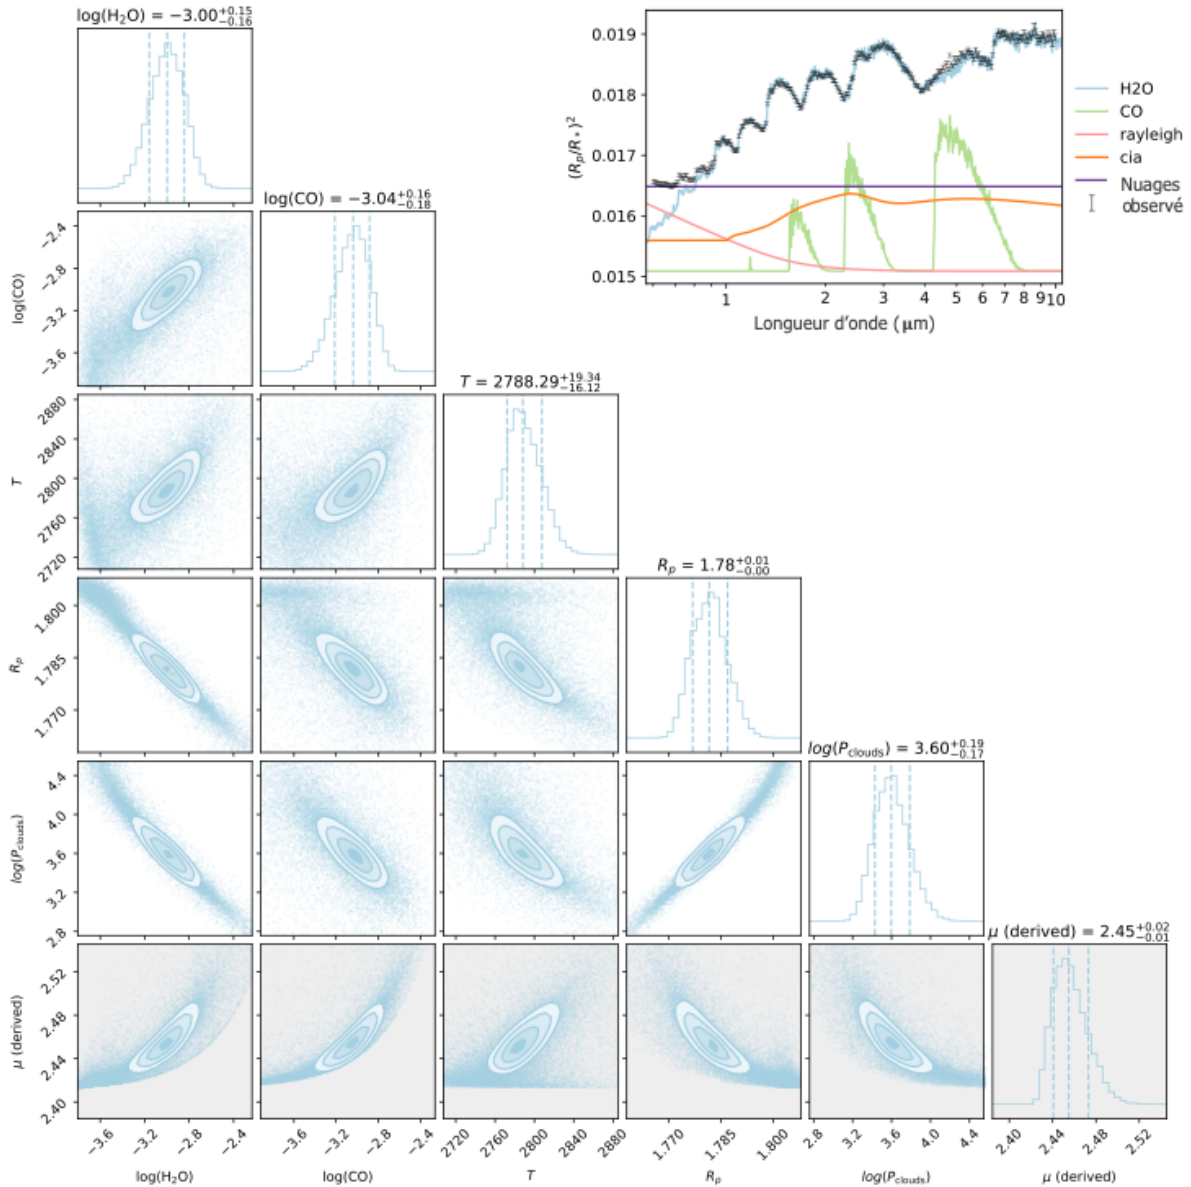 log(H₂O) = −3.00+0.15−0.16
0.019
0.018
0.017
0.016
0.015
(Rₚ/R⋆)²
H2O
CO
rayleigh
cia
Nuages
observé
1 2 3 4 5 6 7 8 9 10
Longueur d'onde (μm)
log(CO) = −3.04+0.16−0.18
−2.4
−2.8
−3.2
−3.6
log(CO)
T = 2788.29+19.34−16.12
2880
2840
2800
2760
2720
T
Rₚ = 1.78+0.01−0.00
1.800
1.785
1.770
Rₚ
log(P_clouds) = 3.60+0.19−0.17
4.4
4.0
3.6
3.2
2.8
log(P_clouds)
μ (derived) = 2.45+0.02−0.01
2.52
2.48
2.44
2.40
μ (derived)
−3.6 −3.2 −2.8 −2.4
log(H₂O)
−3.6 −3.2 −2.8 −2.4
log(CO)
2720 2760 2800 2840 2880
T
1.770 1.785 1.800
Rₚ
2.8 3.2 3.6 4.0 4.4
log(P_clouds)
2.40 2.44 2.48 2.52
μ (derived)